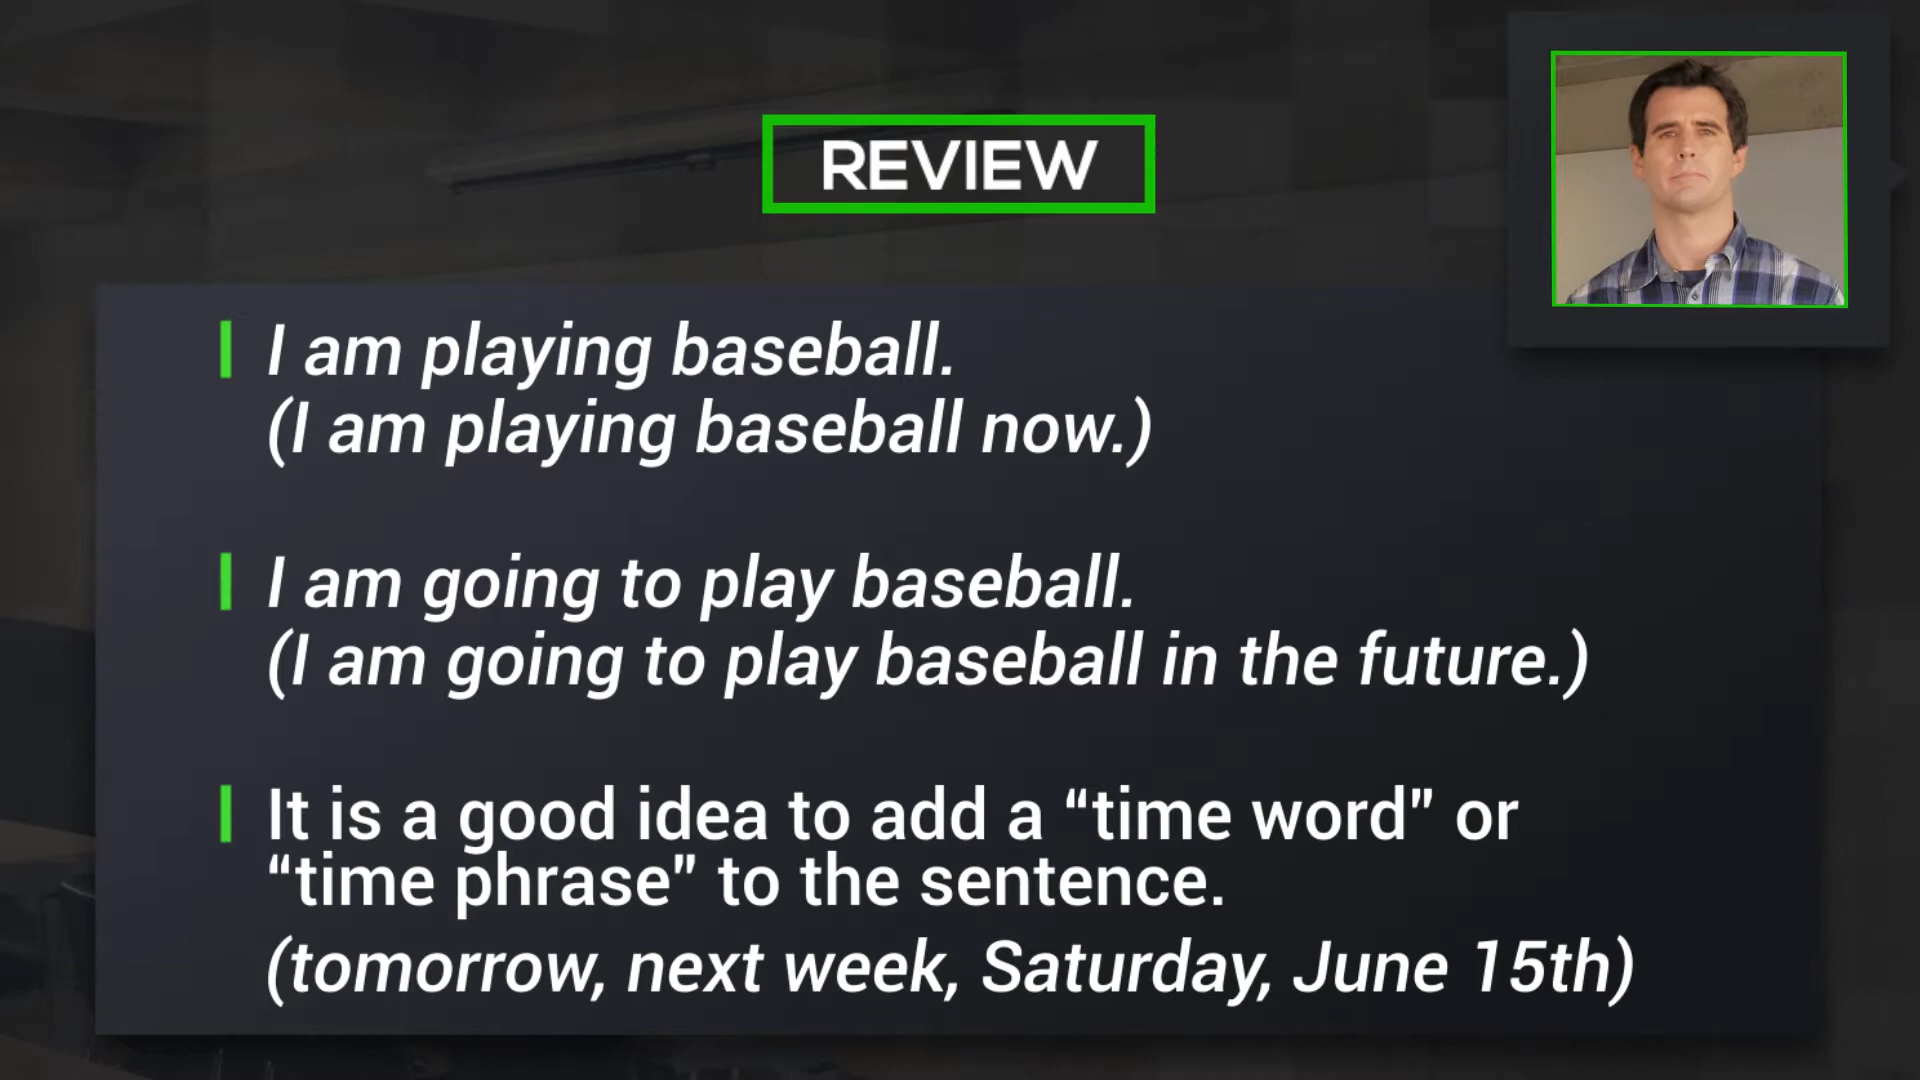 REVIEW
I am playing baseball.
(I am playing baseball now.)
I am going to play baseball.
(I am going to play baseball in the future.)
It is a good idea to add a “time word” or
“time phrase” to the sentence.
(tomorrow, next week, Saturday, June 15th)